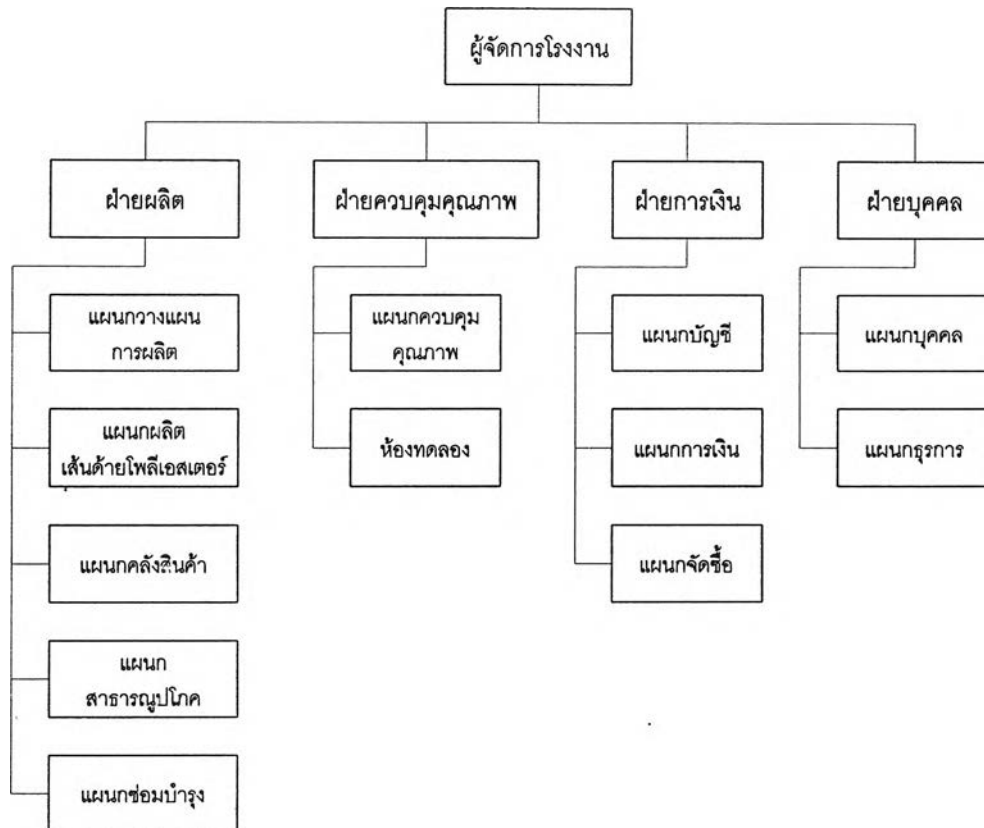 ผู้จัดการโรงงาน
ฝ่ายผลิต
ฝ่ายควบคุมคุณภาพ
ฝ่ายการเงิน
ฝ่ายบุคคล
แผนกวางแผน
การผลิต
แผนกผลิต
เส้นด้ายโพลีเอสเตอร์
แผนกคลังสินค้า
แผนก
สาธารณูปโภค
แผนกซ่อมบำรุง
แผนกควบคุม
คุณภาพ
ห้องทดลอง
แผนกบัญชี
แผนกการเงิน
แผนกจัดซื้อ
แผนกบุคคล
แผนกธุรการ